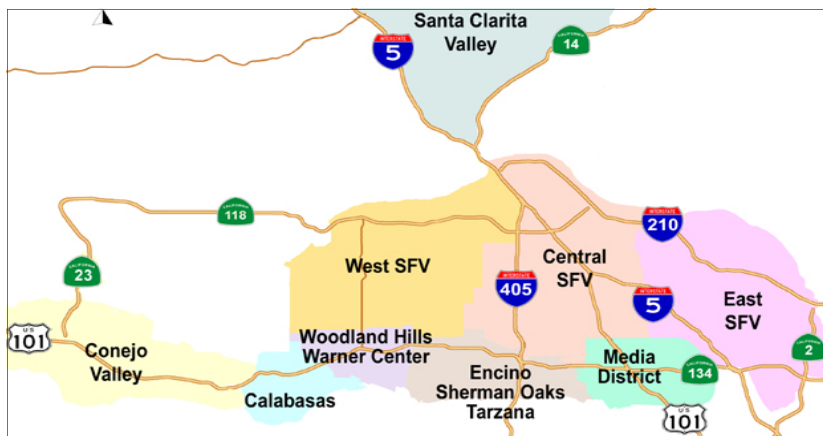 Santa Clarita
Valley
INTERSTATE
5
CALIFORNIA
14
CALIFORNIA
118
INTERSTATE
210
West SFV
Central
SFV
CALIFORNIA
23
INTERSTATE
405
INTERSTATE
5
East
SFV
US
101
Conejo
Valley
Woodland Hills
Warner Center
Calabasas
Encino
Sherman Oaks
Tarzana
Media
District
CALIFORNIA
134
CALIFORNIA
2
US
101